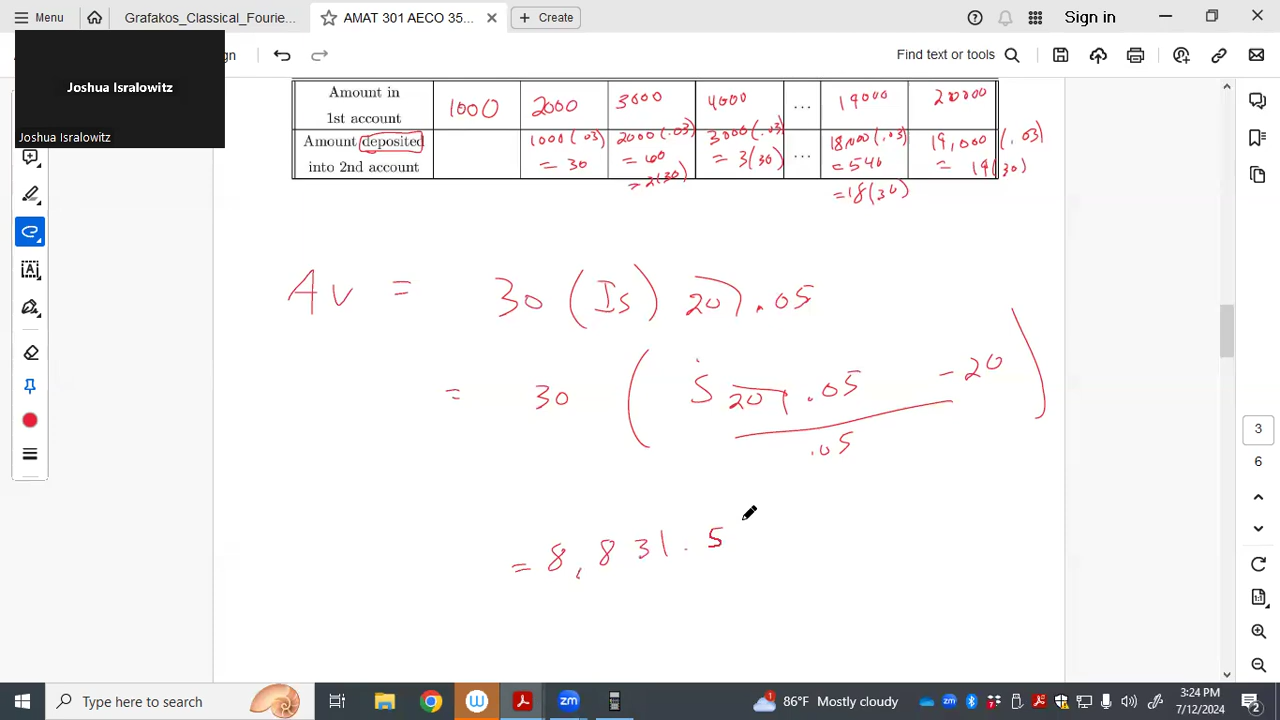 Menu Grafakos_Classical_Fourie... AMAT 301 AECO 35... Create Sign in
Find text or tools
Joshua Isralowitz
Joshua Isralowitz
Amount in 1st account 1000 2000 3000 4000 ... 19000 20000
Amount deposited into 2nd account 1000(.03) = 30 2000(.03) = 60 = 2(30) 3000(.03) = 3(30) ... 18,000(.03) = 540 = 18(30) 19,000(.03) = 19(30)
Av = 30 (Is) 20⌉ .05
= 30 ( s̈ 20⌉ .05 - 20 )
.05
= 8,831.5
3
6
Type here to search
W
zm
86°F Mostly cloudy
3:24 PM
7/12/2024
2